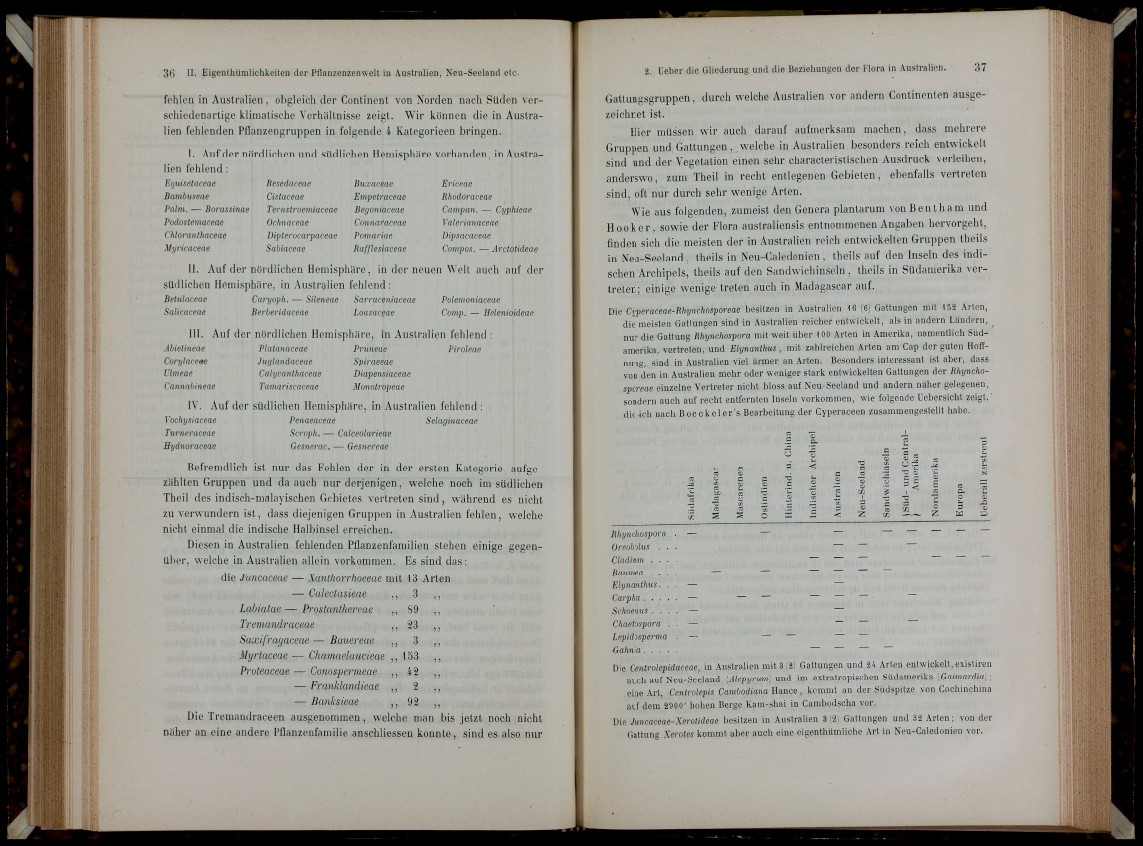 36 II. Eigenthümlichkeiten der Pflanzenzenwelt in Australien, Neu-Seeland etc.
fehlen in Australien, obgleich der Continent von Norden nach Süden ver-
schiedenartige klimatische Verhältnisse zeigt. Wir können die in Austra-
lien fehlenden Pflanzengruppen in folgende 4 Kategorieen bringen.
I. Auf der nördlichen und südlichen Hemisphäre vorhanden, in Austra-
lien fehlend:
Equisetaceae Resedaceae Buxaceae Ericeae
Bambuseae Cistaceae Empetraceae Rhodoraceae
Palm. — Borassinae Ternstroemiaceae Begoniaceae Campan. — Cyphieae
Podostemaceae Ochnaceae Connaraceae Valerianaceae
Chloranthaceae Dipterocarpaceae Pomariae Dipsacaceae
Myricaceae Sabiaceae Rafflesiaceae Compos. — Arctotideae
II. Auf der nördlichen Hemisphäre, in der neuen Welt auch auf der
südlichen Hemisphäre, in Australien fehlend:
Betulaceae Caryoph. — Sileneae Sarraceniaceae Polemoniaceae
Salicaceae Berberidaceae Loasaceae Comp. — Helenioideae
III. Auf der nördlichen Hemisphäre, in Australien fehlend:
Abietineae Platanaceae Pruneae Piroleae
Corylaceae Juglandaceae Spiraeeae
Ulmeae Calycanthaceae Diapensiaceae
Cannabineae Tamariscaceae Monotropeae
IV. Auf der südlichen Hemisphäre, in Australien fehlend:
Vochysiaceae Penaeaceae Selaginaceae
Turneraceae Scroph. — Calceolarieae
Hydnoraceae Gesnerac. — Gesnereae
Befremdlich ist nur das Fehlen der in der ersten Kategorie aufge
zählten Gruppen und da auch nur derjenigen, welche noch im südlichen
Theil des indisch-malayischen Gebietes vertreten sind, während es nicht
zu verwundern ist, dass diejenigen Gruppen in Australien fehlen, welche
nicht einmal die indische Halbinsel erreichen.
Diesen in Australien fehlenden Pflanzenfamilien stehen einige gegen-
über, welche in Australien allein vorkommen. Es sind das:
die Juncaceae — Xanthorrhoeeae mit 13 Arten
— Calectasieae ,, 3 ,,
Labiatae — Prostanthereae ,, 89 ,,
Tremandraceae ,, 23 ,,
Saxifragaceae — Bauereae ,, 3 ,,
Myrtaceae — Chamaelaucieae ,, 153 ,,
Proteaceae — Conospermeae ,, 42 ,,
— Franklandieae ,, 2 ,,
— Banksieae ,, 92 ,,
Die Tremandraceen ausgenommen, welche man bis jetzt noch nicht
näher an eine andere Pflanzenfamilie anschliessen konnte, sind es also nur
2. Ueber die Gliederung und die Beziehungen der Flora in Australien. 37
Gattungsgruppen, durch welche Australien vor andern Continenten ausge-
zeichnet ist.
Hier müssen wir auch darauf aufmerksam machen, dass mehrere
Gruppen und Gattungen, welche in Australien besonders reich entwickelt
sind und der Vegetation einen sehr characteristischen Ausdruck verleihen,
anderswo, zum Theil in recht entlegenen Gebieten, ebenfalls vertreten
sind, oft nur durch sehr wenige Arten.
Wie aus folgenden, zumeist den Genera plantarum von Bentham und
Hooker, sowie der Flora australiensis entnommenen Angaben hervorgeht,
finden sich die meisten der in Australien reich entwickelten Gruppen theils
in Neu-Seeland, theils in Neu-Caledonien, theils auf den Inseln des indi-
schen Archipels, theils auf den Sandwichinseln, theils in Südamerika ver-
treten; einige wenige treten auch in Madagascar auf.
Die Cyperaceae-Rhynchosporeae besitzen in Australien 16 (6) Gattungen mit 152 Arten,
die meisten Gattungen sind in Australien reicher entwickelt, als in andern Ländern,
nur die Gattung Rhynchospora mit weit über 100 Arten in Amerika, namentlich Süd-
amerika, vertreten, und Elynanthus, mit zahlreichen Arten am Cap der guten Hoff-
nung, sind in Australien viel ärmer an Arten. Besonders interessant ist aber, dass
von den in Australien mehr oder weniger stark entwickelten Gattungen der Rhyncho-
sporeae einzelne Vertreter nicht bloss auf Neu-Seeland und andern näher gelegenen,
sondern auch auf recht entfernten Inseln vorkommen, wie folgende Uebersicht zeigt,
die ich nach Boeckeler's Bearbeitung der Cyperaceen zusammengestellt habe.
Südafrika
Madagascar
Mascarenen
Ostindien
Hinterind. u. China
Indischer Archipel
Australien
Neu-Seeland
Sandwichinseln
Süd- und Central-
Amerika
Nordamerika
Europa
Ueberall zerstreut
Rhynchospora . — — — — — — — —
Oreobolus . . . — — —
Cladium . . . — — — — — —
Baumea . . . — — — — — —
Elynanthus. . . — —
Carpha . . . . . — — — — — —
Schoenus . . . . — —
Chaetospora . . — — — —
Lepidosperma . — — — — —
Gahnia . . . . . — — — —
Die Centrolepidaceae, in Australien mit 3 (2) Gattungen und 24 Arten entwickelt, existiren
auch auf Neu-Seeland (Alepyrum) und im extratropischen Südamerika (Gaimardia);
eine Art, Centrolepis Cambodiana Hance, kommt an der Südspitze von Cochinchina
auf dem 2900' hohen Berge Kam-shai in Cambodscha vor.
Die Juncaceae-Xerotideae besitzen in Australien 3 (2) Gattungen und 32 Arten; von der
Gattung Xerotes kommt aber auch eine eigenthümliche Art in Neu-Caledonien vor.